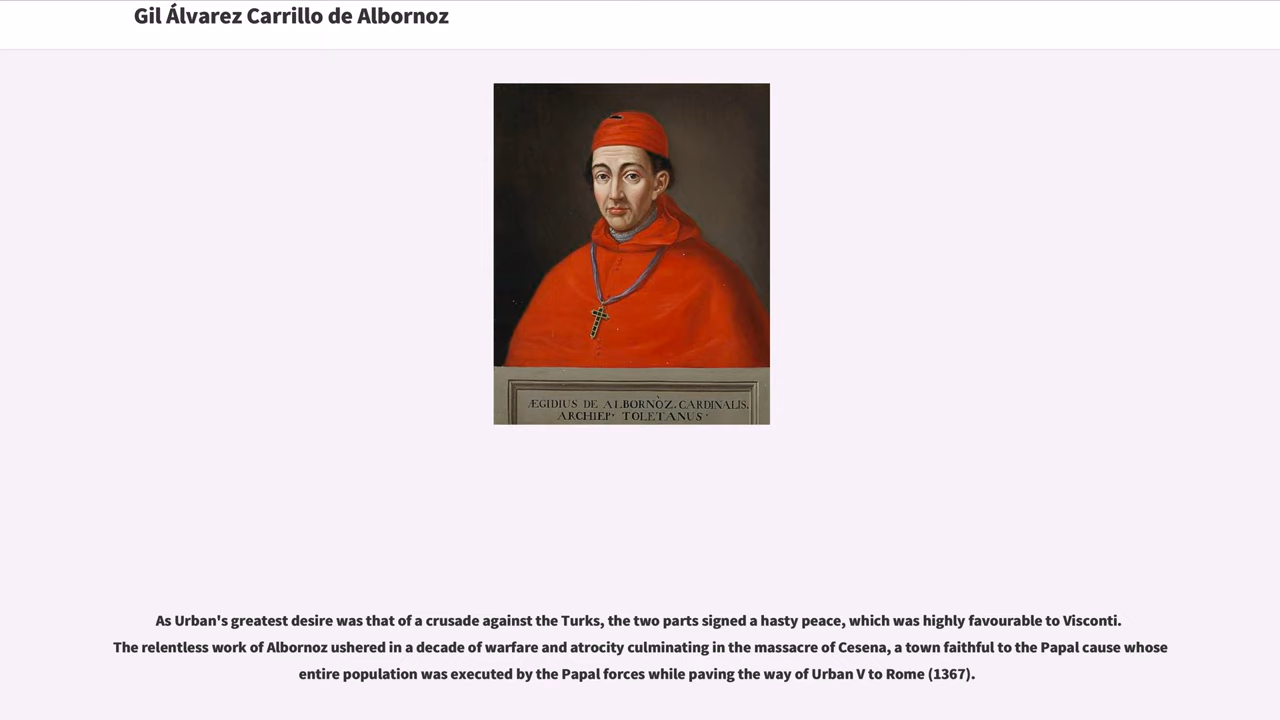 Gil Álvarez Carrillo de Albornoz
ÆGIDIUS DE ALBORNÒZ. CARDINALIS.
ARCHIEP· TOLETANUS·
As Urban's greatest desire was that of a crusade against the Turks, the two parts signed a hasty peace, which was highly favourable to Visconti.
The relentless work of Albornoz ushered in a decade of warfare and atrocity culminating in the massacre of Cesena, a town faithful to the Papal cause whose
entire population was executed by the Papal forces while paving the way of Urban V to Rome (1367).